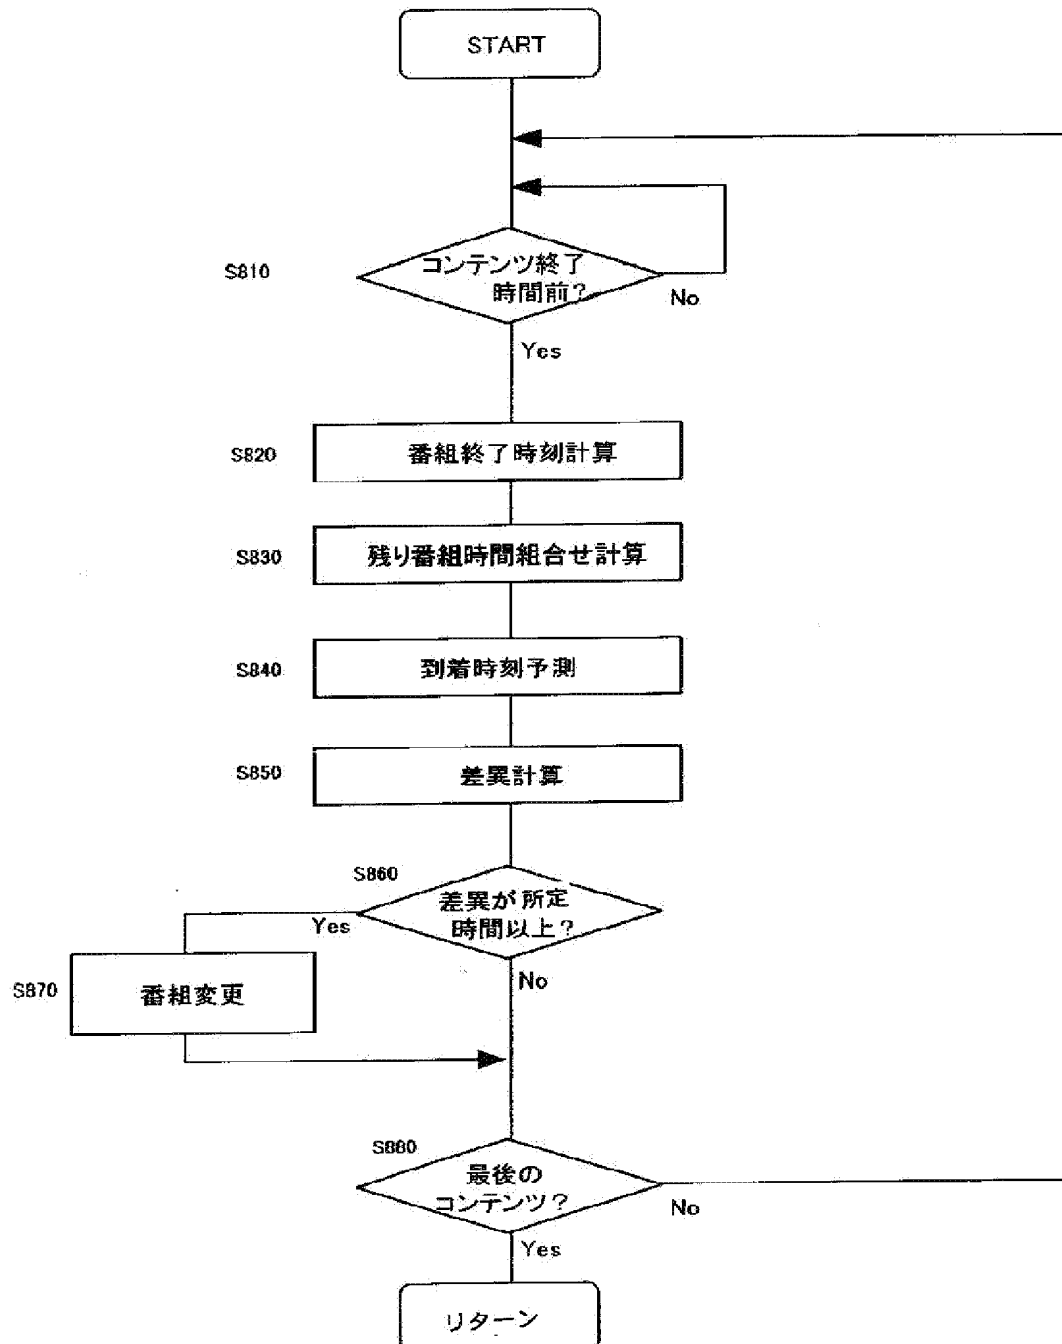 START
S810
コンテンツ終了
時間前?
No
Yes
S820
番組終了時刻計算
S830
残り番組時間組合せ計算
S840
到着時刻予測
S850
差異計算
S860
差異が所定
時間以上?
Yes
No
S870
番組変更
S880
最後の
コンテンツ?
No
Yes
リターン